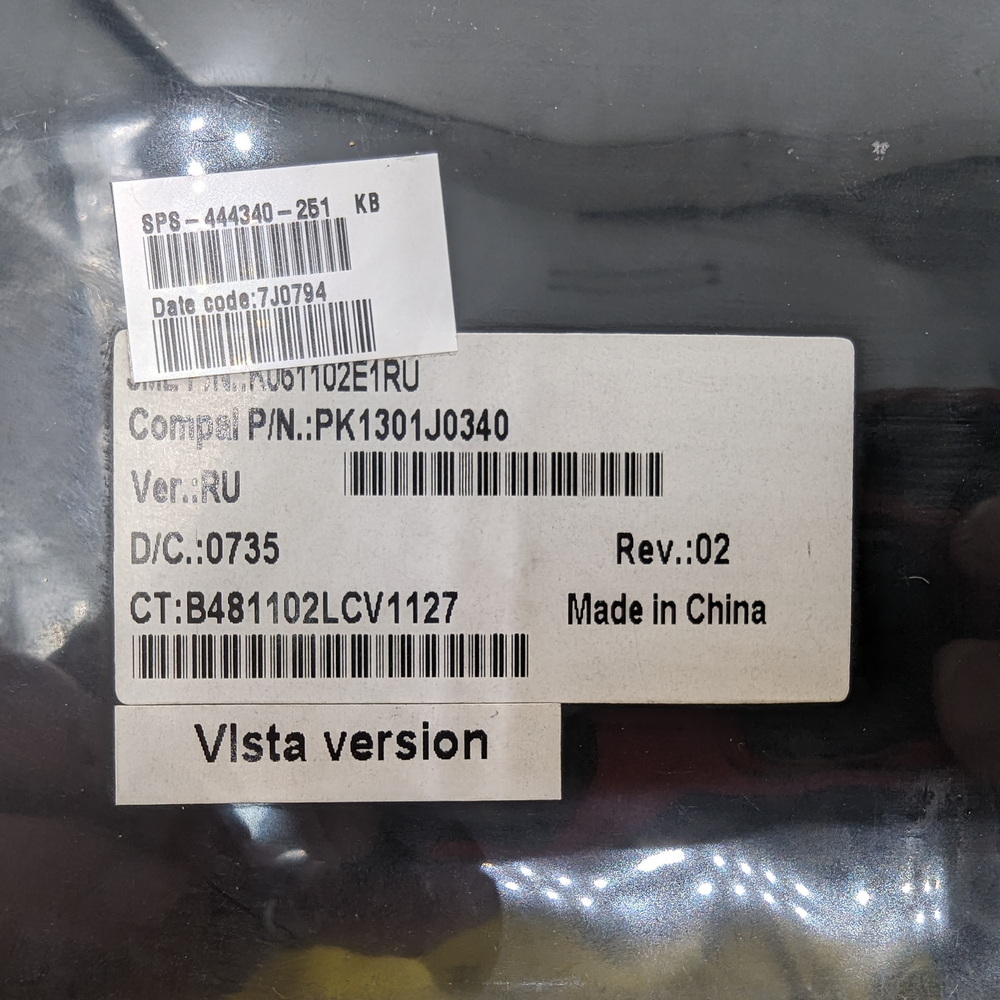 SPS-444340-251 KB
Date code:7J0794
P/N.:K061102E1RU
Compal P/N.:PK1301J0340
Ver.:RU
D/C.:0735 Rev.:02
CT:B481102LCV1127 Made in China
VIsta version